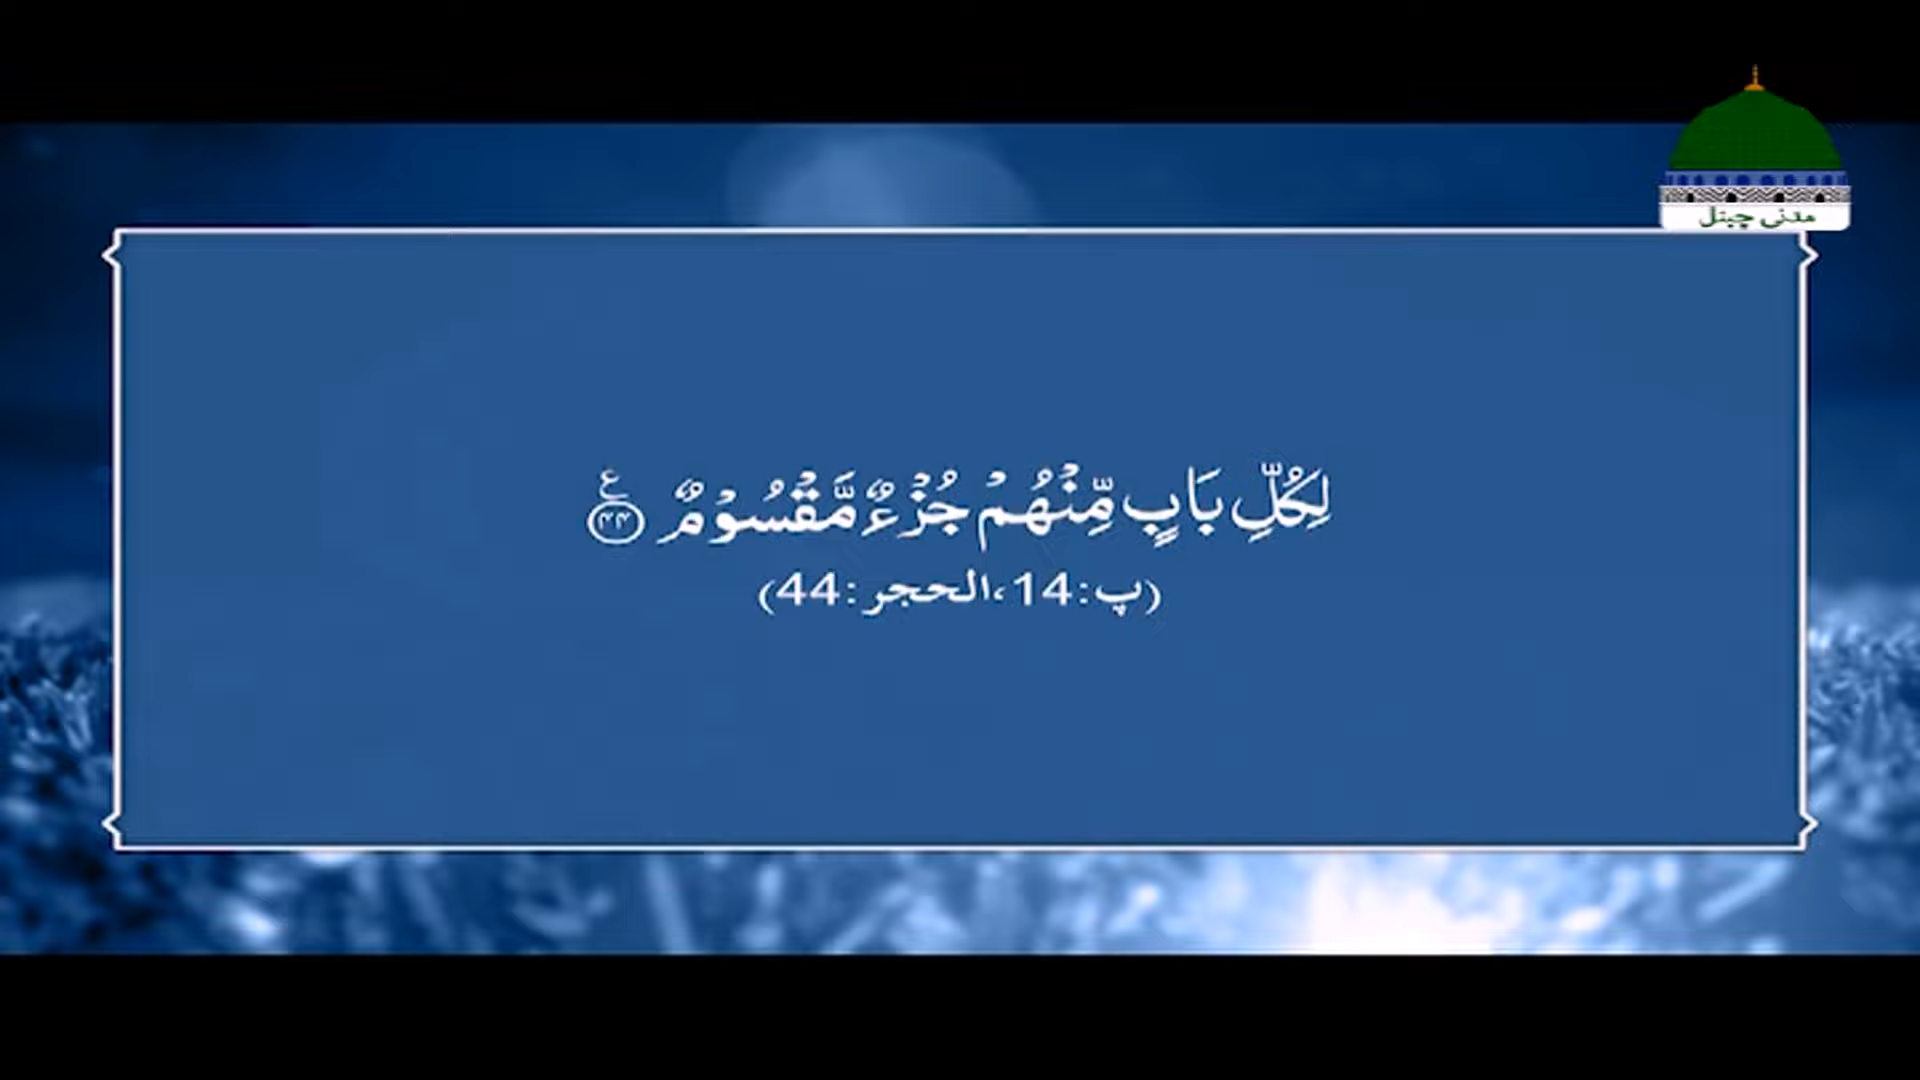 مدنی چینل
لِكُلِّ بَابٍ مِّنْهُمْ جُزْءٌ مَّقْسُوْمٌ ﴿۴۴﴾ ع
(پ:14،الحجر:44)